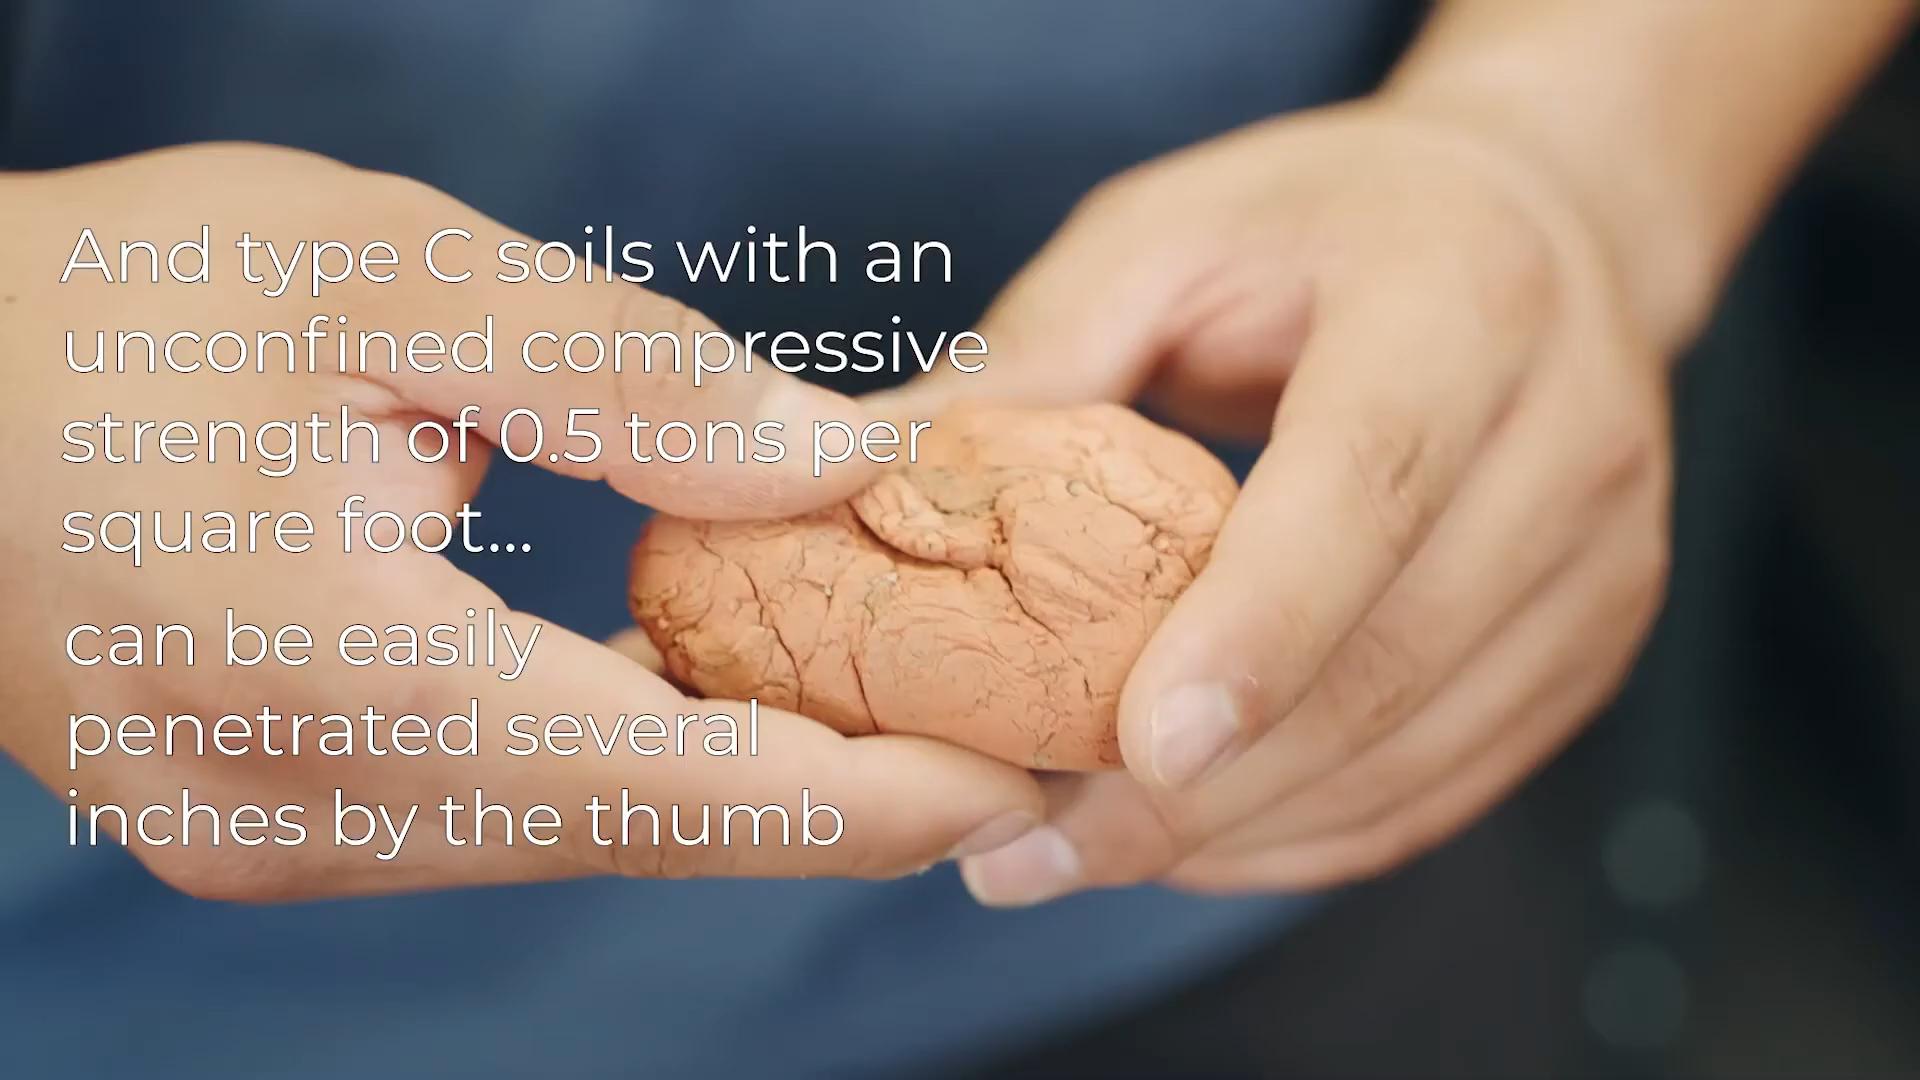 And type C soils with an
unconfined compressive
strength of 0.5 tons per
square foot...
can be easily
penetrated several
inches by the thumb